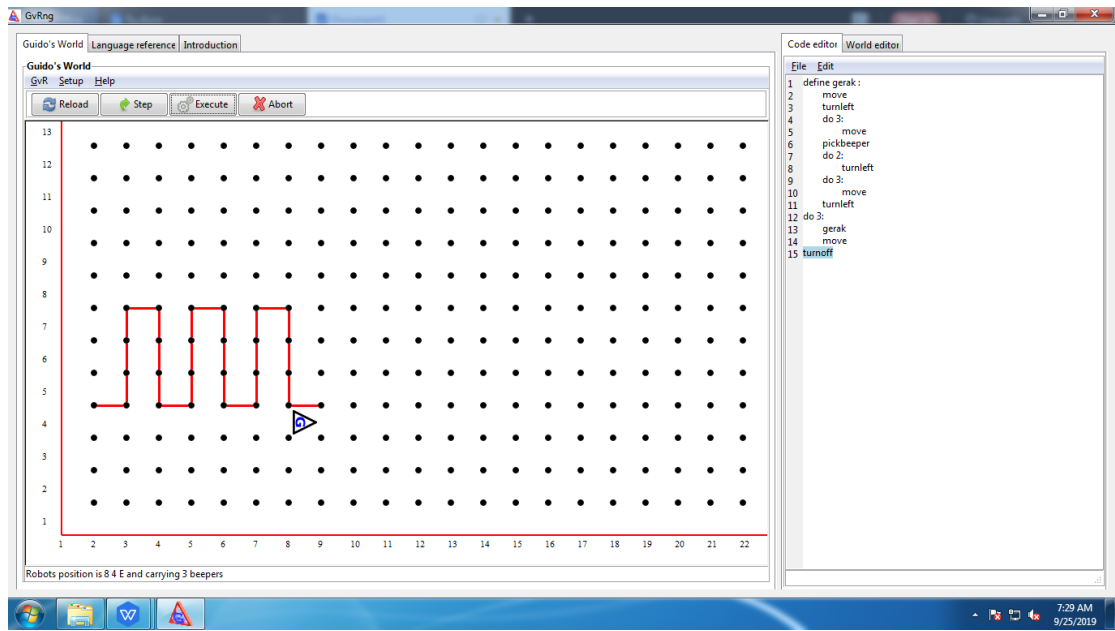 GvRng
Guido's World Language reference Introduction
Guido's World
GvR Setup Help
Reload Step Execute Abort
13
12
11
10
9
8
7
6
5
4
3
2
1
1 2 3 4 5 6 7 8 9 10 11 12 13 14 15 16 17 18 19 20 21 22
G
Robots position is 8 4 E and carrying 3 beepers
Code editor World editor
File Edit
1 define gerak :
2 move
3 turnleft
4 do 3:
5 move
6 pickbeeper
7 do 2:
8 turnleft
9 do 3:
10 move
11 turnleft
12 do 3:
13 gerak
14 move
15 turnoff
7:29 AM
9/25/2019